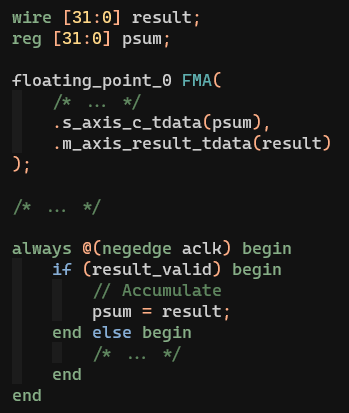 wire [31:0] result;
reg [31:0] psum;
floating_point_0 FMA(
/* ... */
.s_axis_c_tdata(psum),
.m_axis_result_tdata(result)
);
/* ... */
always @(negedge aclk) begin
if (result_valid) begin
// Accumulate
psum = result;
end else begin
/* ... */
end
end